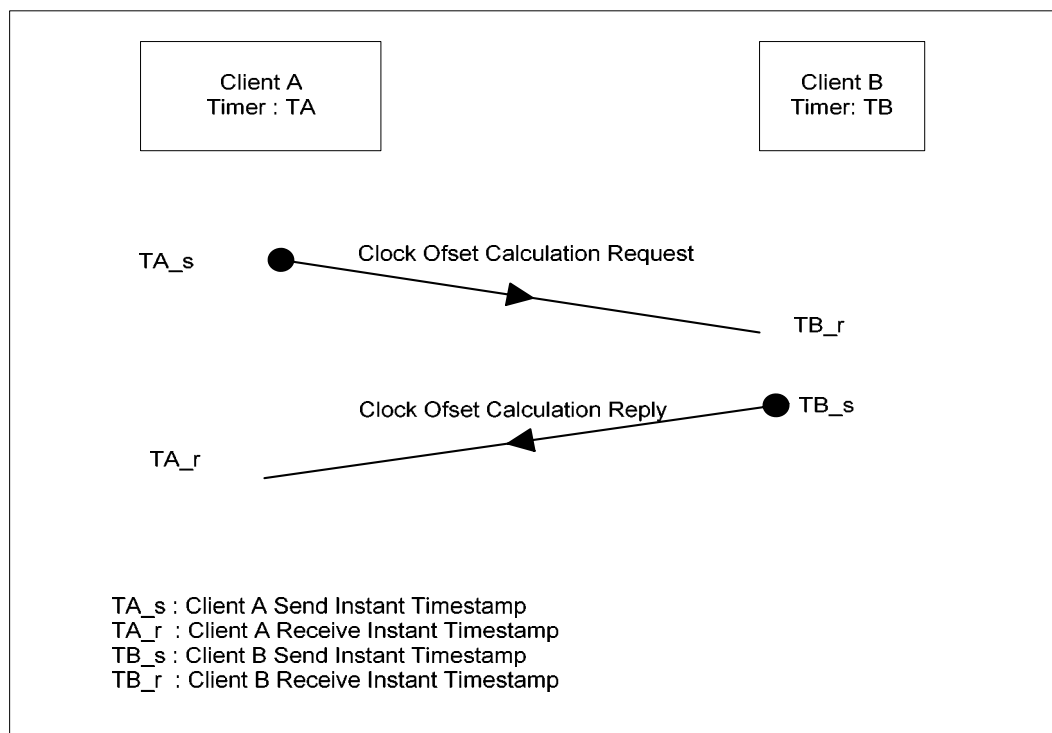 Client A
Timer : TA
Client B
Timer: TB
TA_s
Clock Ofset Calculation Request
TB_r
Clock Ofset Calculation Reply
TB_s
TA_r
TA_s : Client A Send Instant Timestamp
TA_r : Client A Receive Instant Timestamp
TB_s : Client B Send Instant Timestamp
TB_r : Client B Receive Instant Timestamp